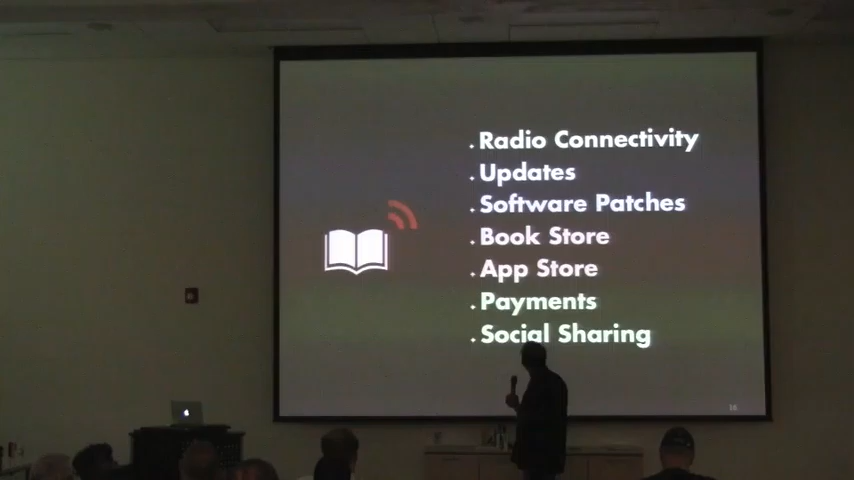 . Radio Connectivity
. Updates
. Software Patches
. Book Store
. App Store
. Payments
. Social Sharing